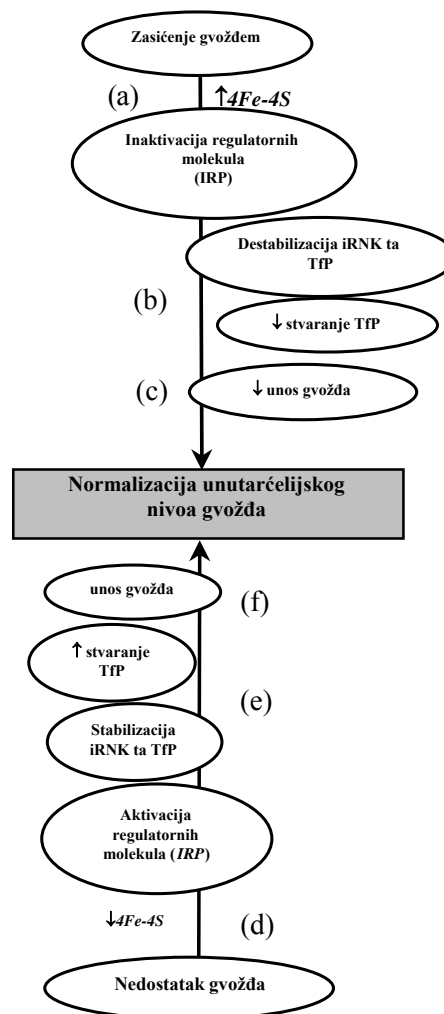 Zasićenje gvožđem
(a)
↑4Fe-4S
Inaktivacija regulatornih
molekula
(IRP)
Destabilizacija iRNK ta
TfP
(b)
↓ stvaranje TfP
(c)
↓ unos gvožđa
Normalizacija unutarćelijskog
nivoa gvožđa
unos gvožđa
(f)
↑ stvaranje
TfP
(e)
Stabilizacija
iRNK ta TfP
Aktivacija
regulatornih
molekula (IRP)
↓4Fe-4S
(d)
Nedostatak gvožđa